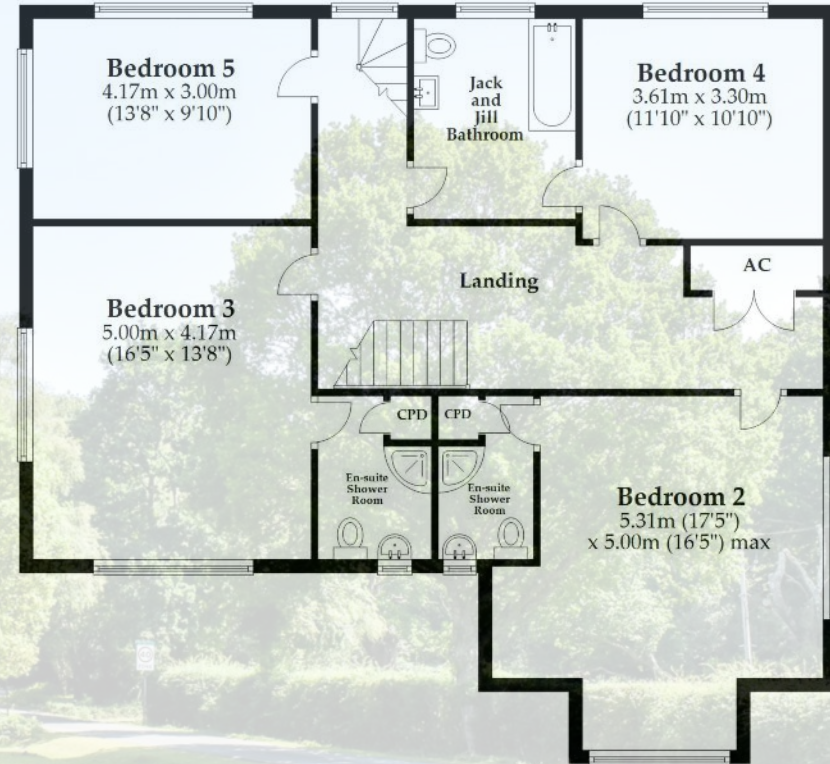 Bedroom 5
4.17m x 3.00m
(13'8" x 9'10")
Jack
and
Jill
Bathroom
Bedroom 4
3.61m x 3.30m
(11'10" x 10'10")
Landing
AC
Bedroom 3
5.00m x 4.17m
(16'5" x 13'8")
CPD
CPD
En-suite
Shower
Room
En-suite
Shower
Room
Bedroom 2
5.31m (17'5")
x 5.00m (16'5") max